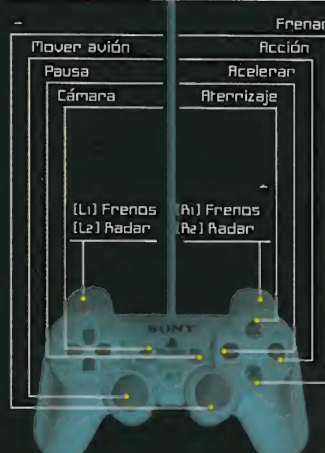 Frenar
Mover avión
Acción
Pausa
Acelerar
Cámara
Aterrizaje
[L1] Frenos
[L2] Radar
[R1] Frenos
[R2] Radar
SONY